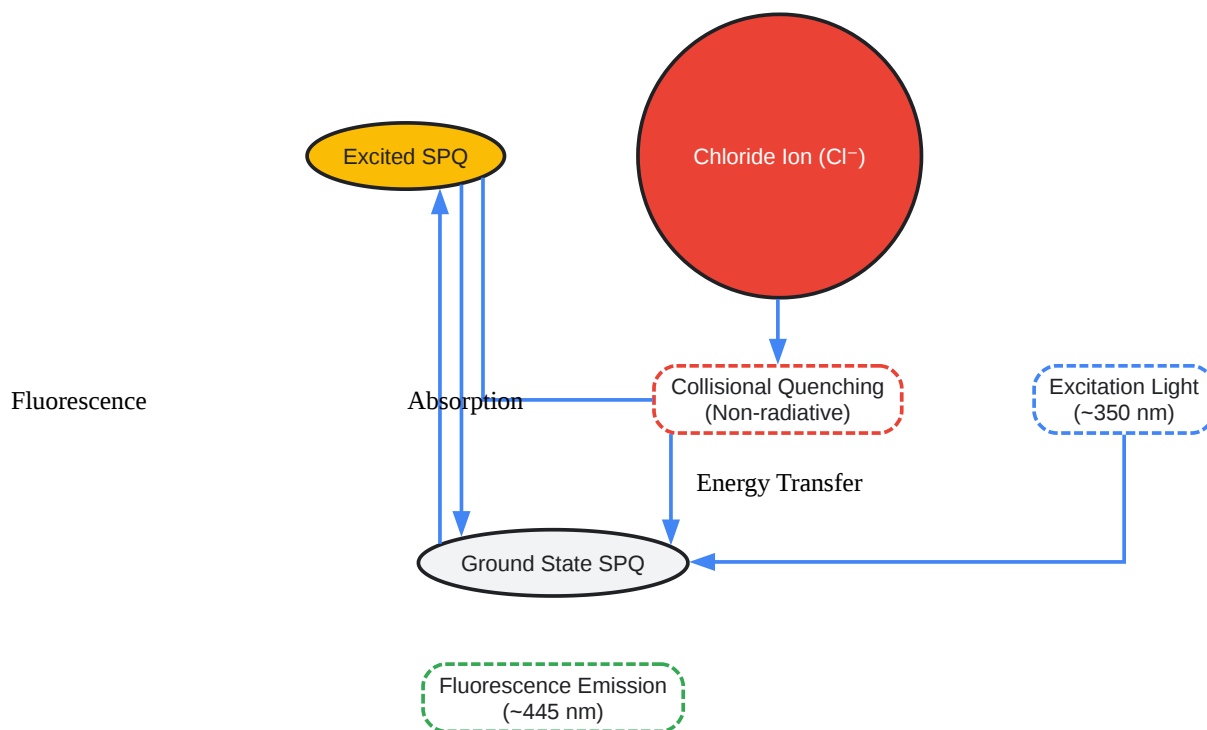 Excited SPQ
Chloride Ion (Cl⁻)
Collisional Quenching
(Non-radiative)
Excitation Light
(~350 nm)
Fluorescence
Absorption
Energy Transfer
Ground State SPQ
Fluorescence Emission
(~445 nm)